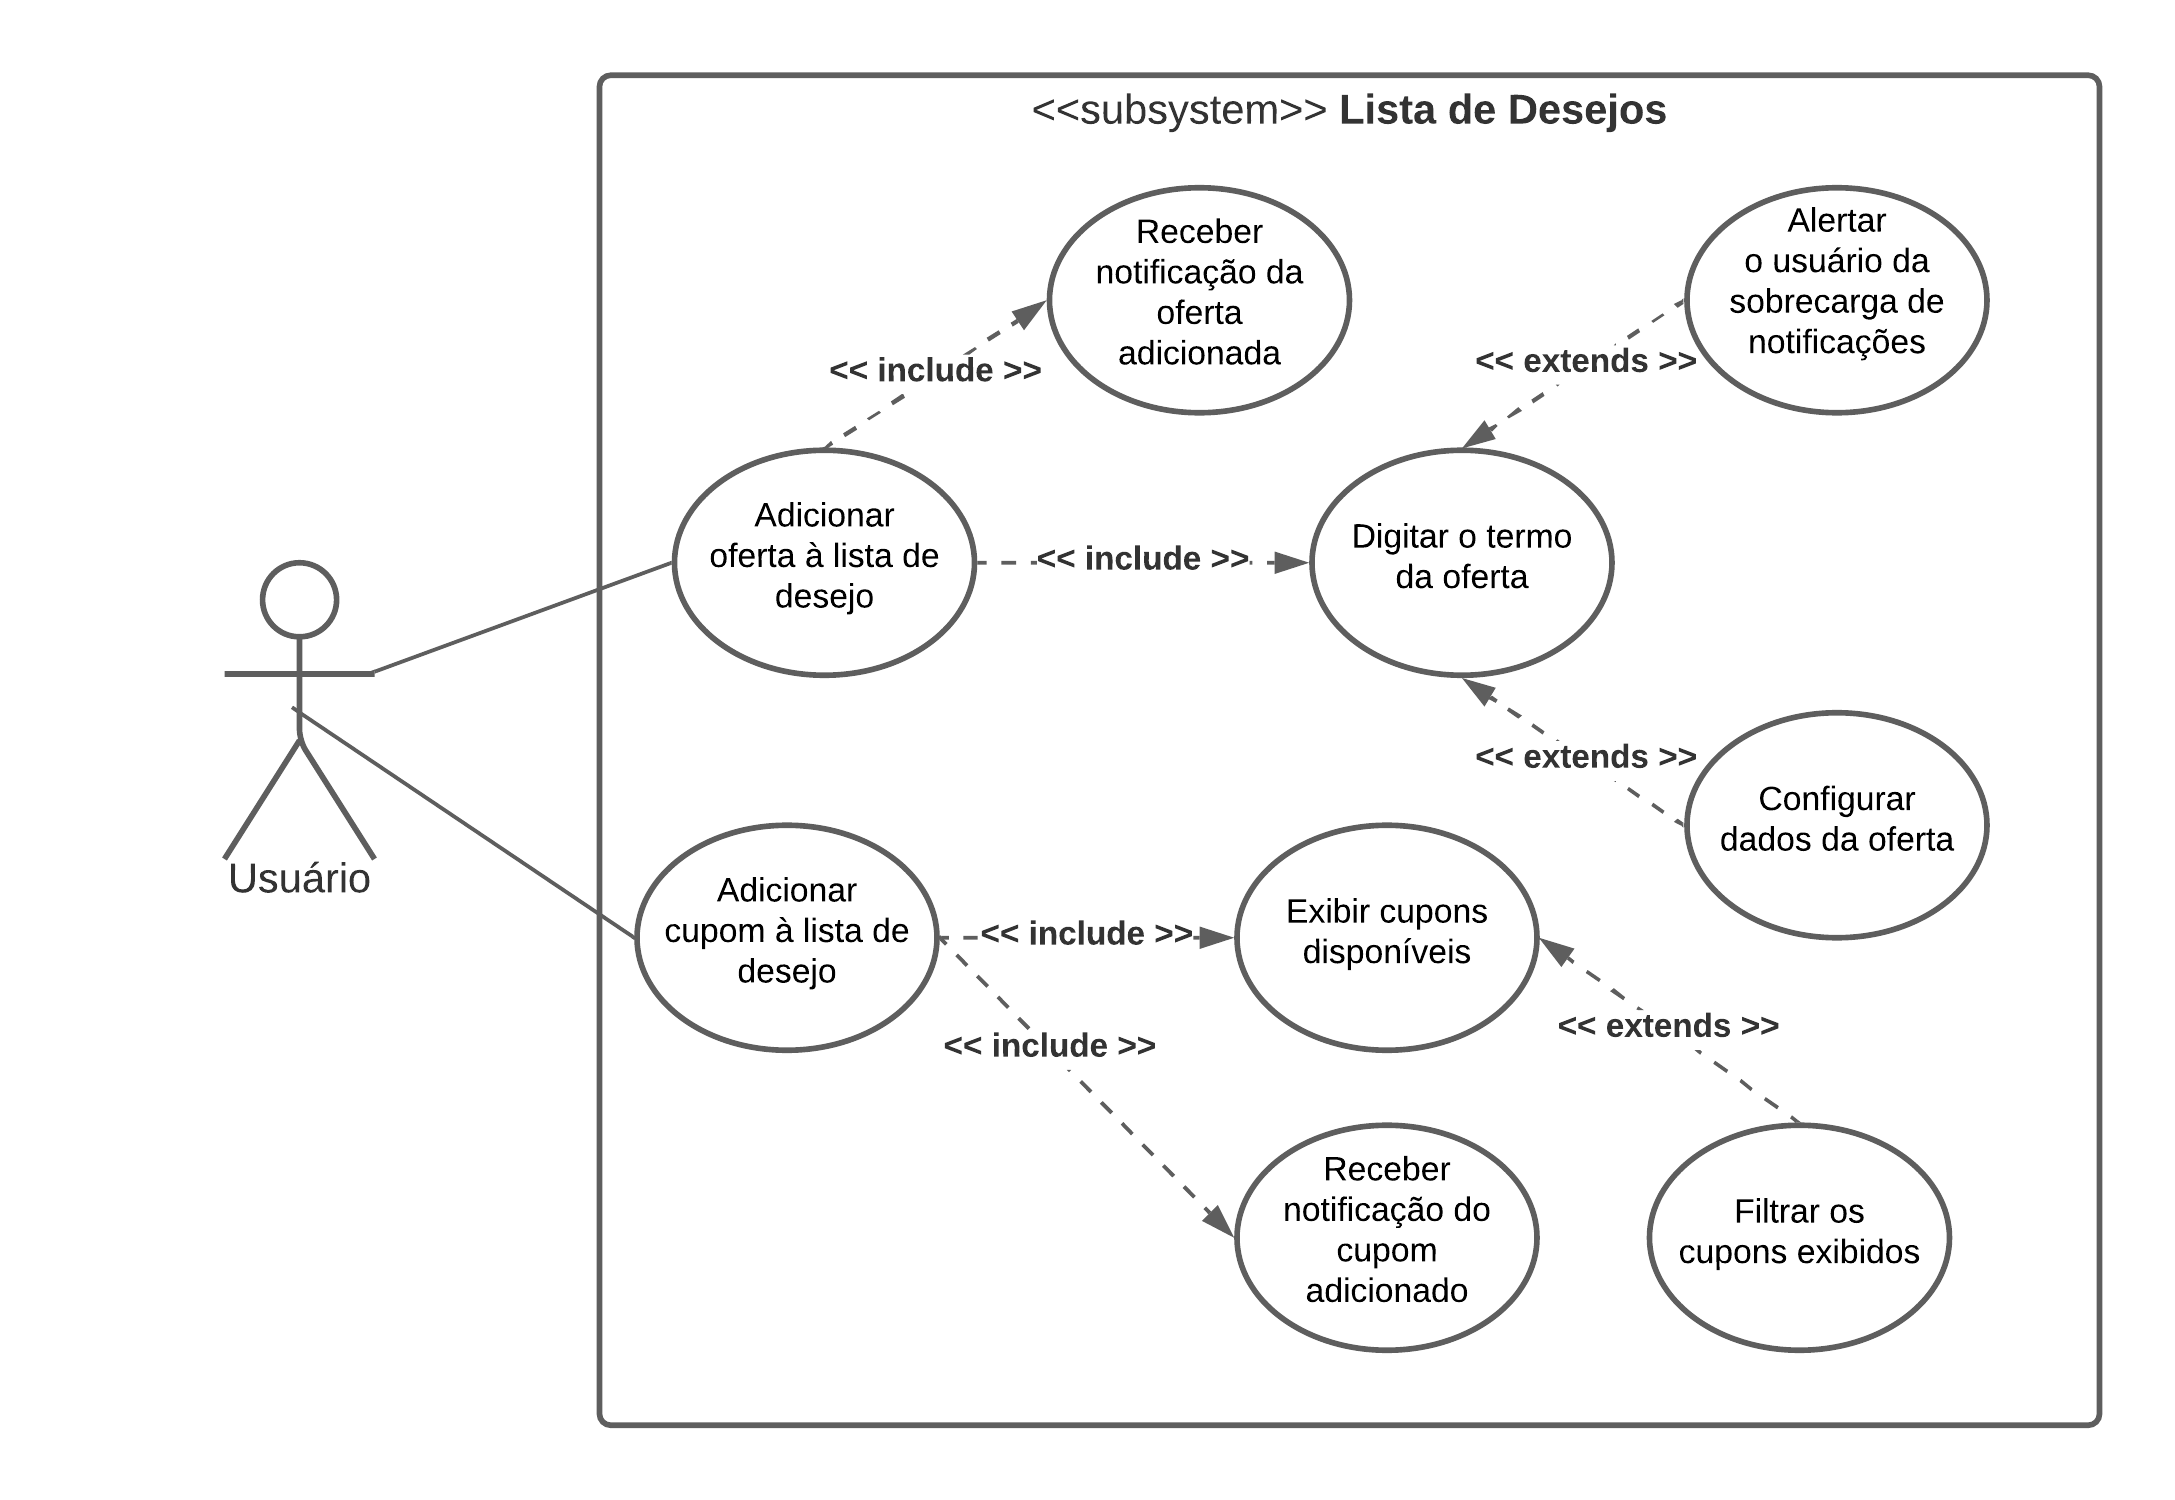 <<subsystem>> Lista de Desejos
Receber
notificação da
oferta
adicionada
Alertar
o usuário da
sobrecarga de
notificações
<< include >>
<< extends >>
Adicionar
oferta à lista de
desejo
<< include >>
Digitar o termo
da oferta
<< extends >>
Configurar
dados da oferta
Usuário
Adicionar
cupom à lista de
desejo
<< include >>
Exibir cupons
disponíveis
<< extends >>
<< include >>
Receber
notificação do
cupom
adicionado
Filtrar os
cupons exibidos